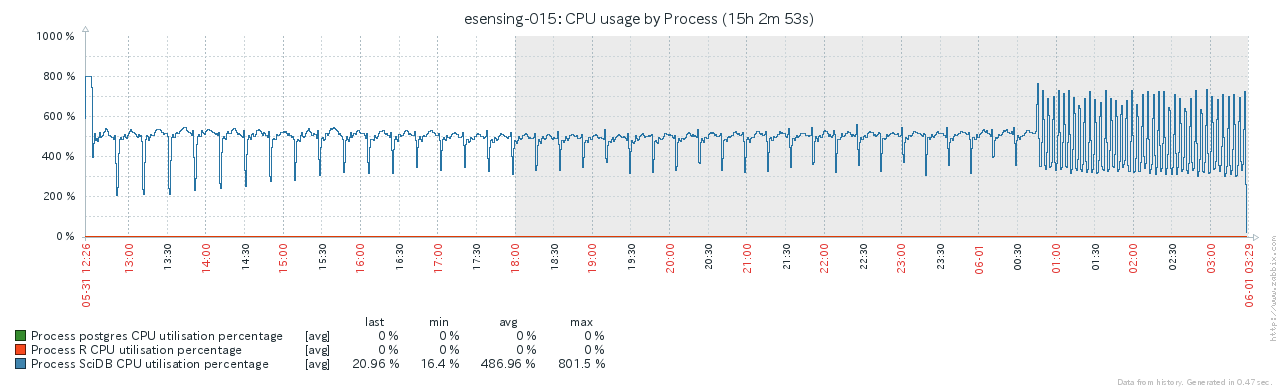 esensing-015: CPU usage by Process (15h 2m 53s)
1000 %
800 %
600 %
400 %
200 %
0 %
05-31 12:26 13:00 13:30 14:00 14:30 15:00 15:30 16:00 16:30 17:00 17:30 18:00 18:30 19:00 19:30 20:00 20:30 21:00 21:30 22:00 22:30 23:00 23:30 06-01 00:30 01:00 01:30 02:00 02:30 03:00 06-01 03:29
http://www.zabbix.com
last min avg max
Process postgres CPU utilisation percentage [avg] 0 % 0 % 0 % 0 %
Process R CPU utilisation percentage [avg] 0 % 0 % 0 % 0 %
Process SciDB CPU utilisation percentage [avg] 20.96 % 16.4 % 486.96 % 801.5 %
Data from history. Generated in 0.47 sec.